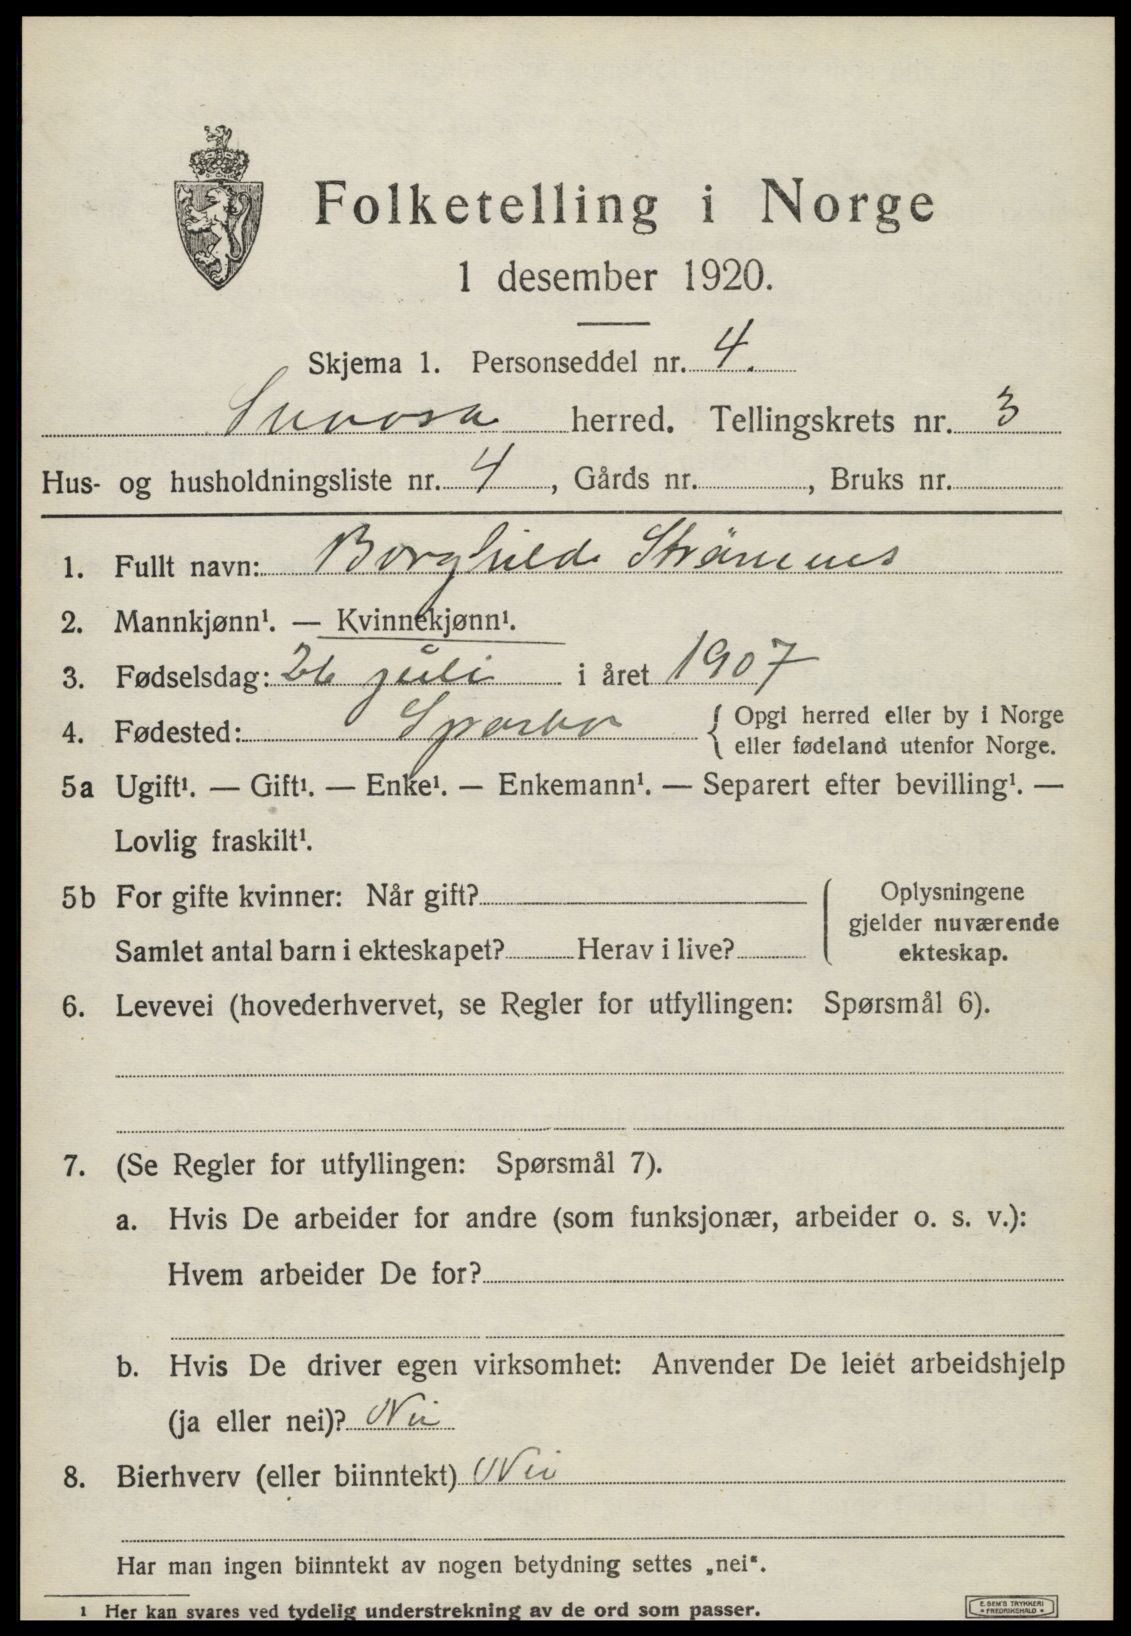 Folketelling i Norge
1 desember 1920.
Skjema 1. Personseddel nr. 4.
Snaasa herred. Tellingskrets nr. 3
Hus- og husholdningsliste nr. 4, Gårds nr. , Bruks nr.
1. Fullt navn: Borghild Strömnes
2. Mannkjønn¹. — Kvinnekjønn¹.
3. Fødselsdag: 26 juli i året 1907
4. Fødested: Sparbo { Opgi herred eller by i Norge
eller fødeland utenfor Norge.
5a Ugift¹. — Gift¹. — Enke¹. — Enkemann¹. — Separert efter bevilling¹. —
Lovlig fraskilt¹.
5b For gifte kvinner: Når gift?
Samlet antal barn i ekteskapet? Herav i live?
Oplysningene
gjelder nuværende
ekteskap.
6. Levevei (hovederhvervet, se Regler for utfyllingen: Spørsmål 6).
7. (Se Regler for utfyllingen: Spørsmål 7).
a. Hvis De arbeider for andre (som funksjonær, arbeider o. s. v.):
Hvem arbeider De for?
b. Hvis De driver egen virksomhet: Anvender De leiet arbeidshjelp
(ja eller nei)? Nei
8. Bierhverv (eller biinntekt) Nei
Har man ingen biinntekt av nogen betydning settes „nei“.
1 Her kan svares ved tydelig understrekning av de ord som passer.
E. SEM'S TRYKKERI
• FREDRIKSHALD •